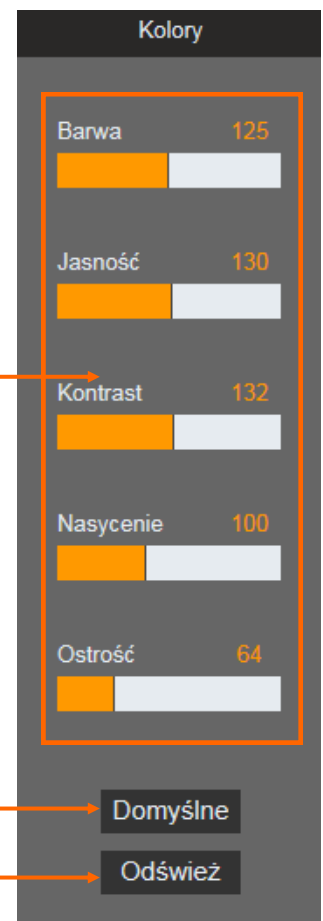 Kolory
Barwa 125
Jasność 130
Kontrast 132
Nasycenie 100
Ostrość 64
Domyślne
Odśwież